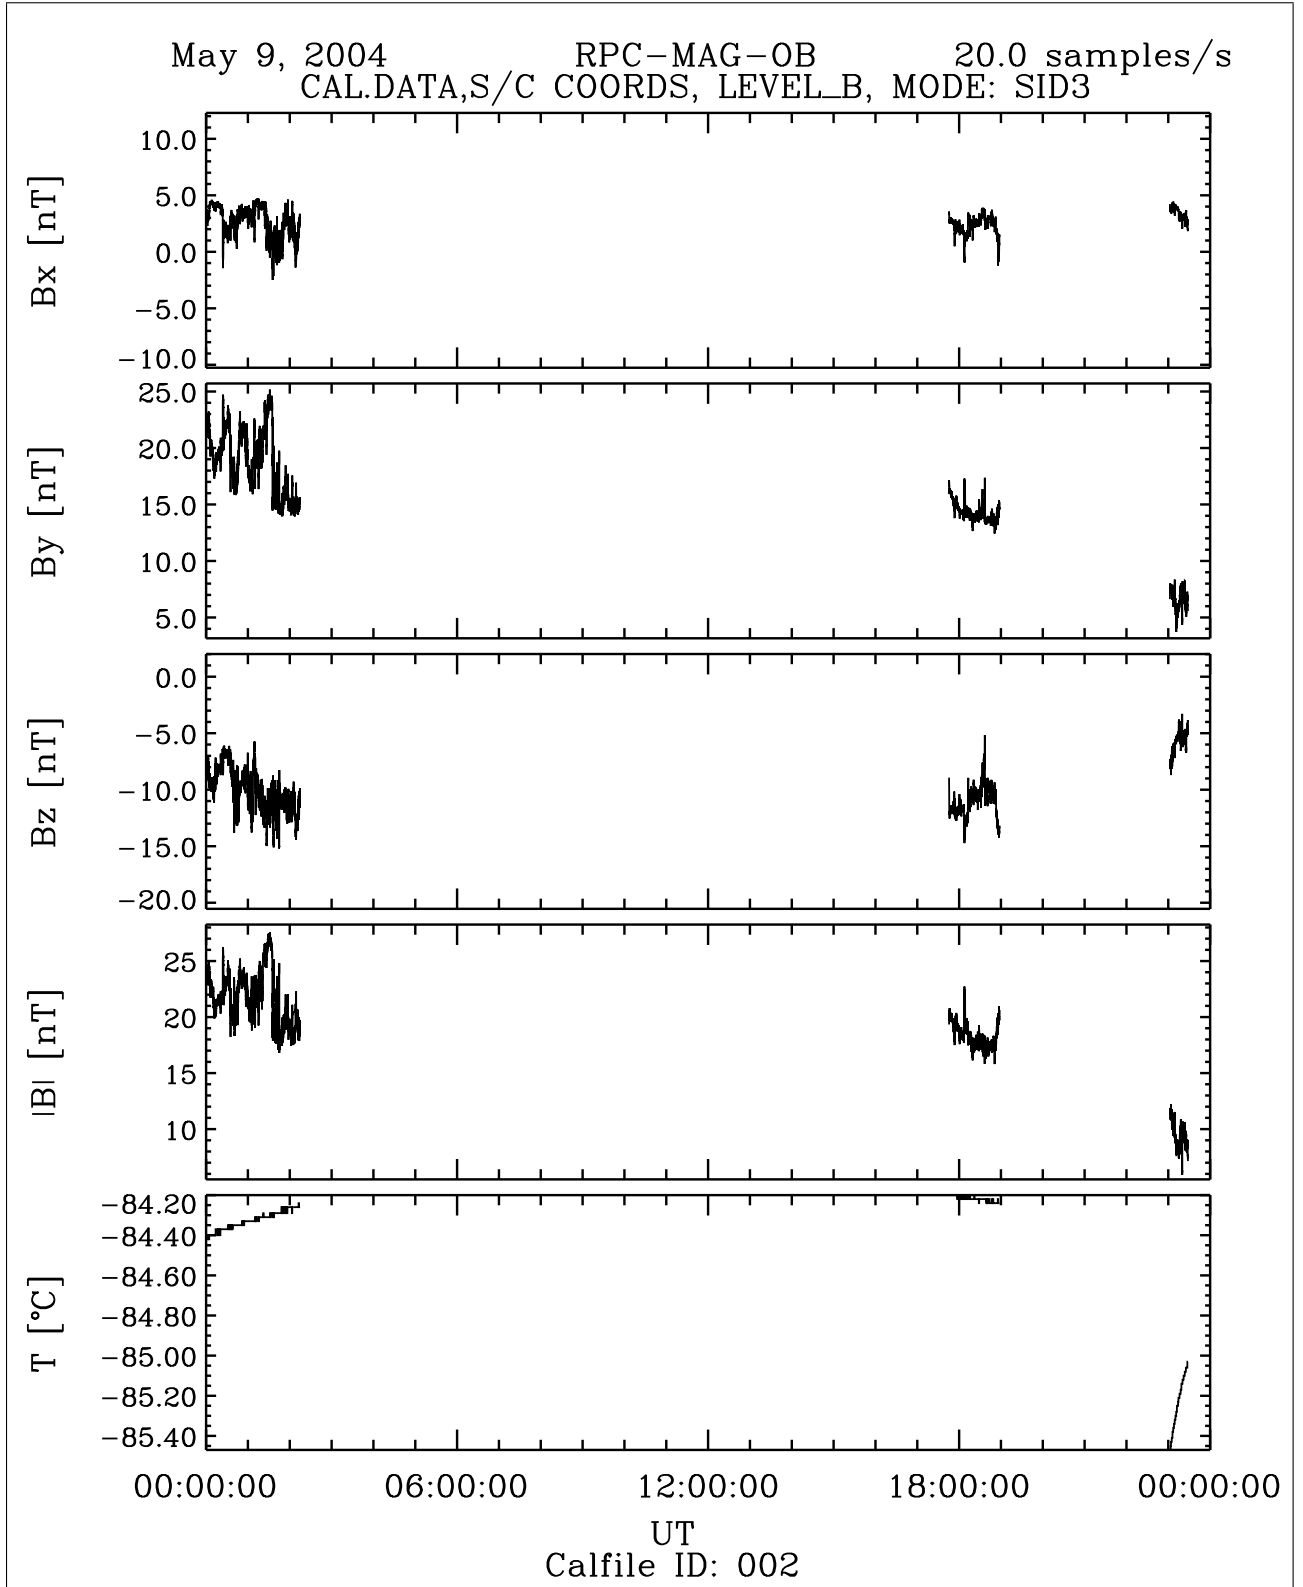 May 9, 2004 RPC-MAG-OB 20.0 samples/s
CAL.DATA,S/C COORDS, LEVEL_B, MODE: SID3
Bx [nT]
10.0
5.0
0.0
-5.0
-10.0
By [nT]
25.0
20.0
15.0
10.0
5.0
Bz [nT]
0.0
-5.0
-10.0
-15.0
-20.0
|B| [nT]
25
20
15
10
T [°C]
-84.20
-84.40
-84.60
-84.80
-85.00
-85.20
-85.40
00:00:00 06:00:00 12:00:00 18:00:00 00:00:00
UT
Calfile ID: 002